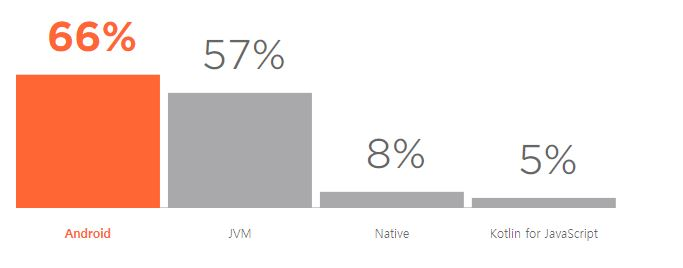 66%
57%
8%
5%
Android
JVM
Native
Kotlin for JavaScript